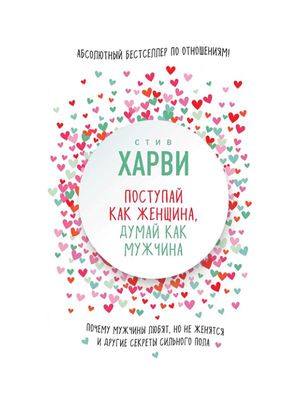 АБСОЛЮТНЫЙ БЕСТСЕЛЛЕР ПО ОТНОШЕНИЯМ!
СТИВ
ХАРВИ
ПОСТУПАЙ
КАК ЖЕНЩИНА,
ДУМАЙ КАК
МУЖЧИНА
ПОЧЕМУ МУЖЧИНЫ ЛЮБЯТ, НО НЕ ЖЕНЯТСЯ
И ДРУГИЕ СЕКРЕТЫ СИЛЬНОГО ПОЛА